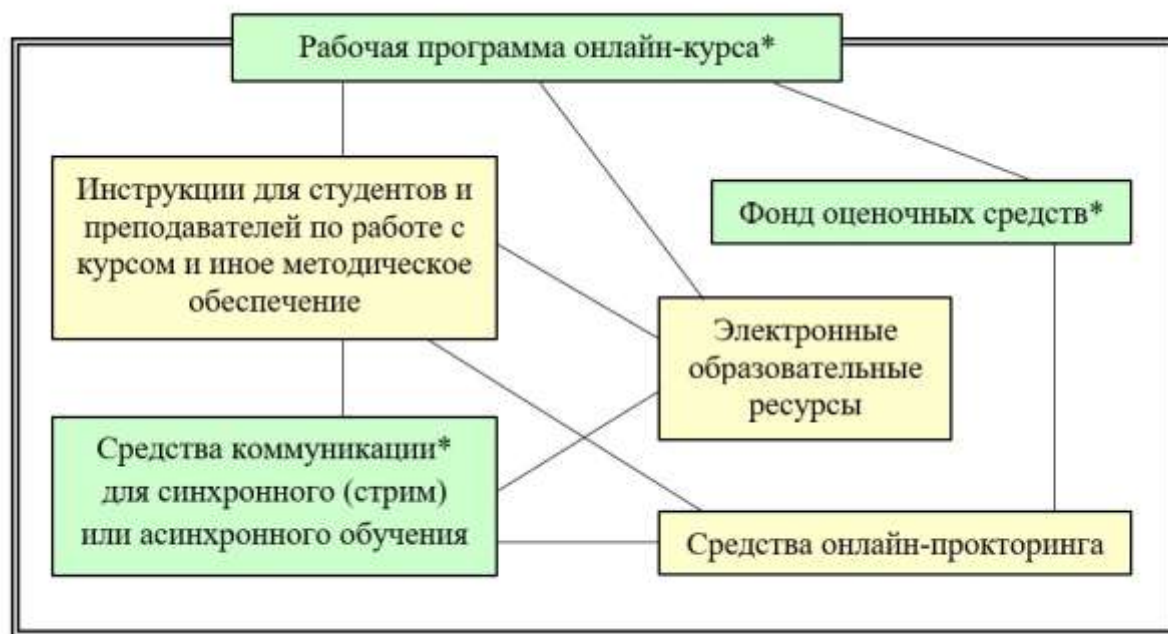 Рабочая программа онлайн-курса*
Инструкции для студентов и
преподавателей по работе с
курсом и иное методическое
обеспечение
Фонд оценочных средств*
Электронные
образовательные
ресурсы
Средства коммуникации*
для синхронного (стрим)
или асинхронного обучения
Средства онлайн-прокторинга